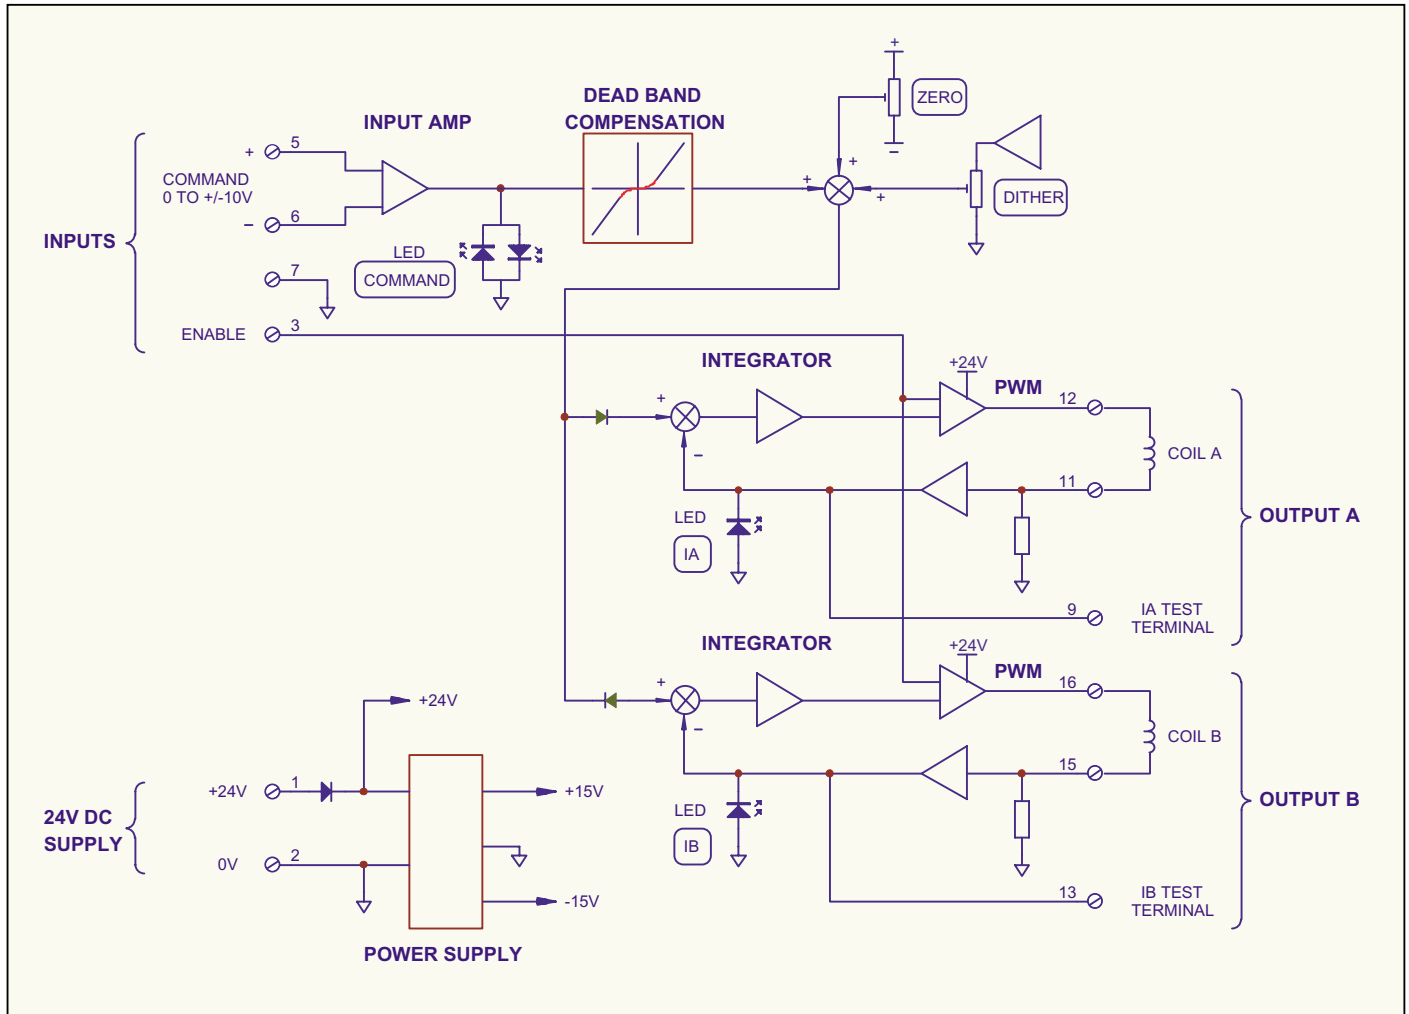 +
ZERO
-
DEAD BAND
COMPENSATION
INPUT AMP
+
5
COMMAND
0 TO +/-10V
6
–
+
+
+
DITHER
INPUTS
LED
COMMAND
7
ENABLE
3
INTEGRATOR
+24V
PWM
12
+
–
COIL A
11
LED
IA
OUTPUT A
9
IA TEST
TERMINAL
INTEGRATOR
+24V
PWM
16
+
–
COIL B
15
+24V
+24V
1
+15V
LED
IB
OUTPUT B
24V DC
SUPPLY
0V
2
-15V
13
IB TEST
TERMINAL
POWER SUPPLY